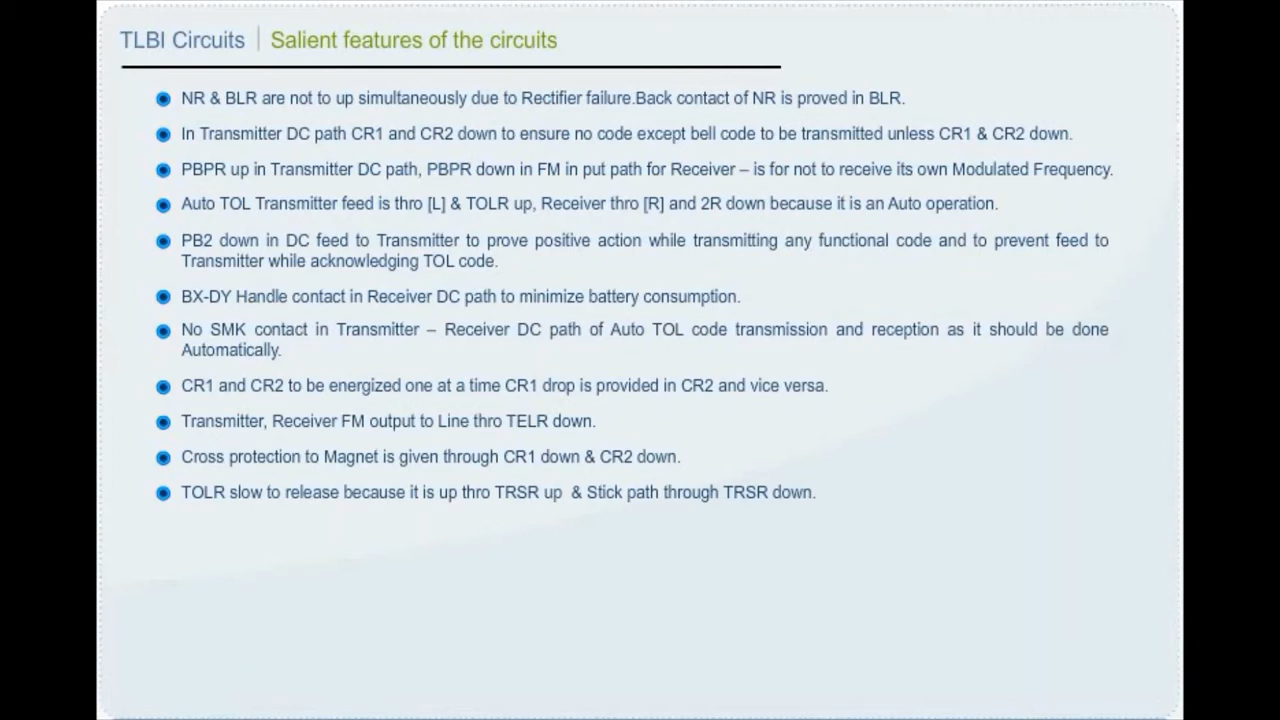 TLBI Circuits | Salient features of the circuits
NR & BLR are not to up simultaneously due to Rectifier failure.Back contact of NR is proved in BLR.
In Transmitter DC path CR1 and CR2 down to ensure no code except bell code to be transmitted unless CR1 & CR2 down.
PBPR up in Transmitter DC path, PBPR down in FM in put path for Receiver – is for not to receive its own Modulated Frequency.
Auto TOL Transmitter feed is thro [L] & TOLR up, Receiver thro [R] and 2R down because it is an Auto operation.
PB2 down in DC feed to Transmitter to prove positive action while transmitting any functional code and to prevent feed to
Transmitter while acknowledging TOL code.
BX-DY Handle contact in Receiver DC path to minimize battery consumption.
No SMK contact in Transmitter – Receiver DC path of Auto TOL code transmission and reception as it should be done
Automatically.
CR1 and CR2 to be energized one at a time CR1 drop is provided in CR2 and vice versa.
Transmitter, Receiver FM output to Line thro TELR down.
Cross protection to Magnet is given through CR1 down & CR2 down.
TOLR slow to release because it is up thro TRSR up & Stick path through TRSR down.